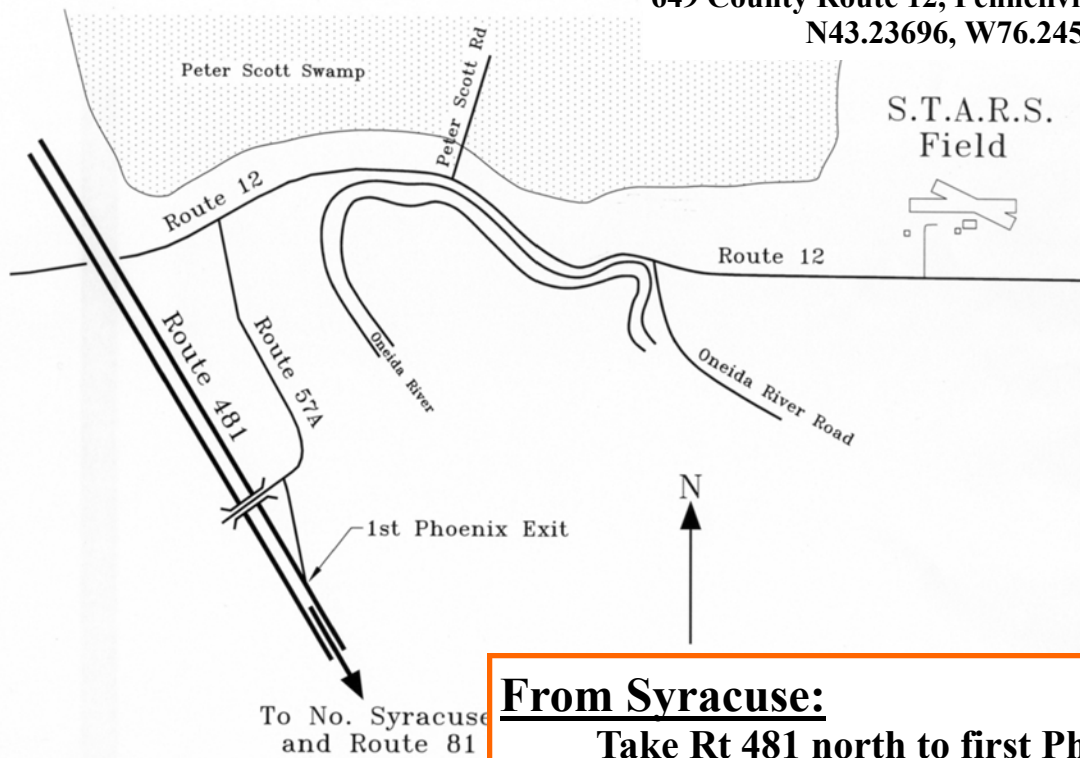 N43.23696, W76.245
Peter Scott Swamp
Peter Scott Rd
S.T.A.R.S.
Field
Route 12
Route 12
Route 481
Route 57A
Oneida River
Oneida River Road
N
1st Phoenix Exit
To No. Syracuse
and Route 81
From Syracuse:
Take Rt 481 north to first Ph